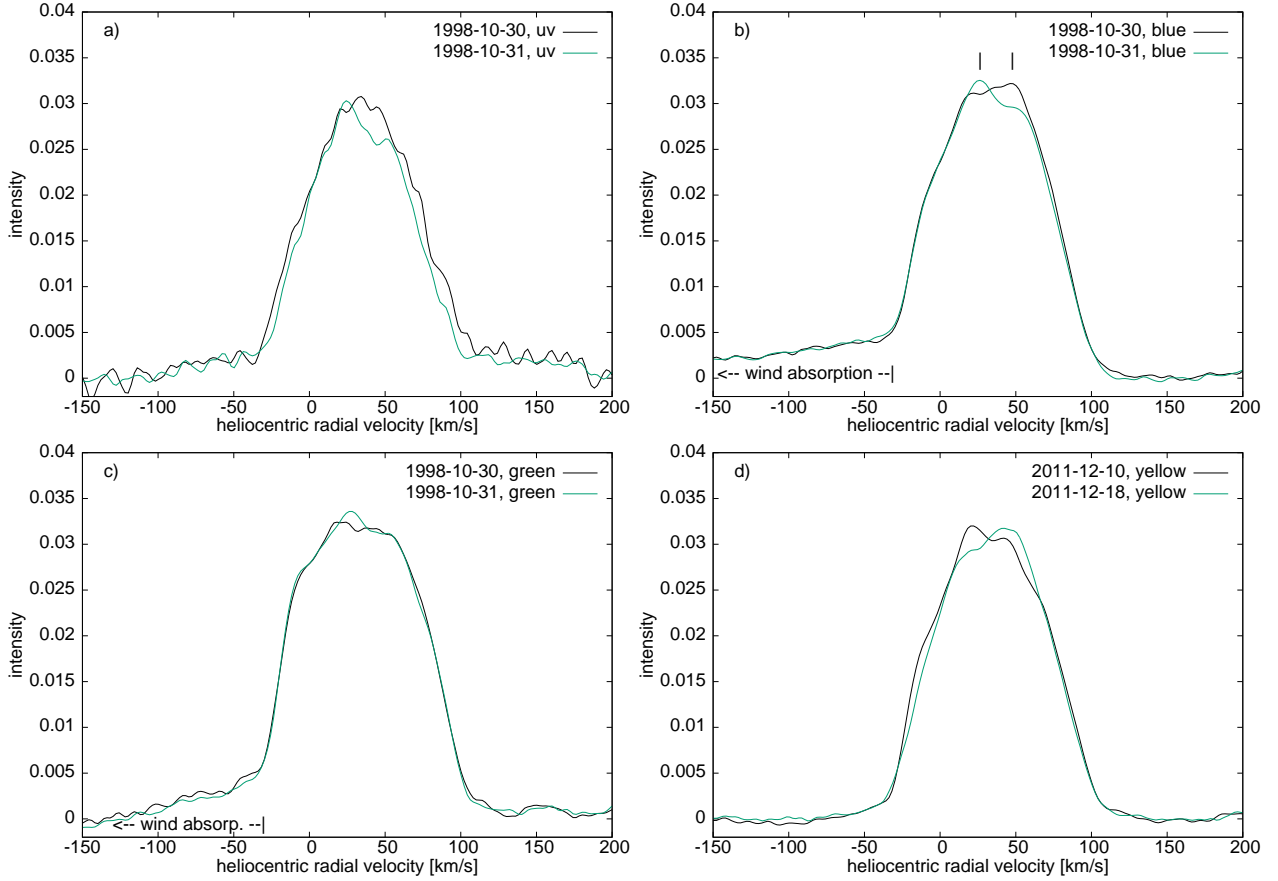 a)
1998-10-30, uv
1998-10-31, uv
intensity
0.04
0.035
0.03
0.025
0.02
0.015
0.01
0.005
0
-150 -100 -50 0 50 100 150 200
heliocentric radial velocity [km/s]
b)
1998-10-30, blue
1998-10-31, blue
intensity
0.04
0.035
0.03
0.025
0.02
0.015
0.01
0.005
0
<-- wind absorption --|
-150 -100 -50 0 50 100 150 200
heliocentric radial velocity [km/s]
c)
1998-10-30, green
1998-10-31, green
intensity
0.04
0.035
0.03
0.025
0.02
0.015
0.01
0.005
0
<-- wind absorp. --|
-150 -100 -50 0 50 100 150 200
heliocentric radial velocity [km/s]
d)
2011-12-10, yellow
2011-12-18, yellow
intensity
0.04
0.035
0.03
0.025
0.02
0.015
0.01
0.005
0
-150 -100 -50 0 50 100 150 200
heliocentric radial velocity [km/s]